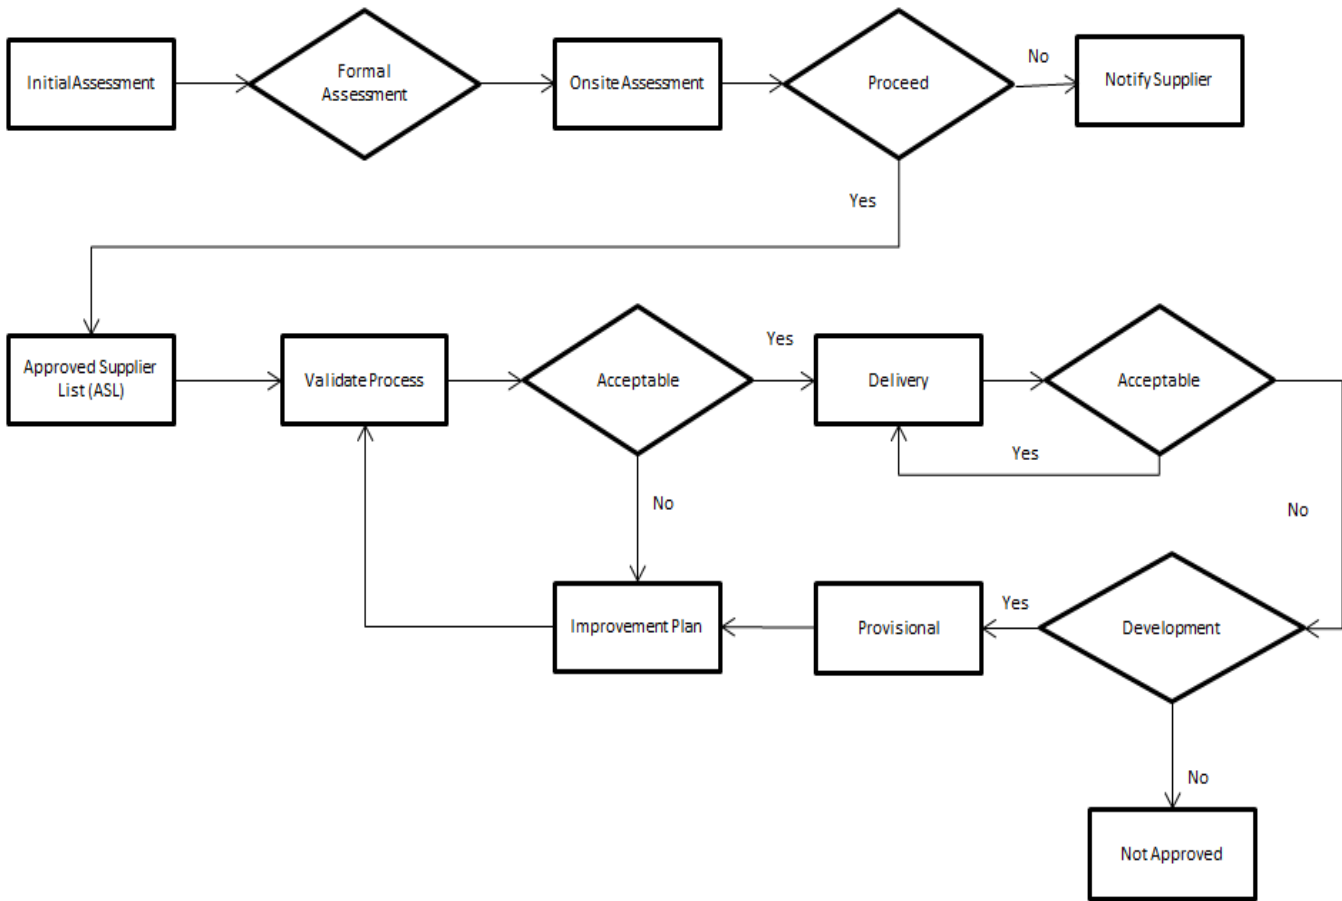 Initial Assessment
Formal
Assessment
Onsite Assessment
Proceed
No
Notify Supplier
Yes
Approved Supplier
List (ASL)
Validate Process
Acceptable
Yes
Delivery
Acceptable
Yes
No
No
Improvement Plan
Provisional
Yes
Development
No
Not Approved